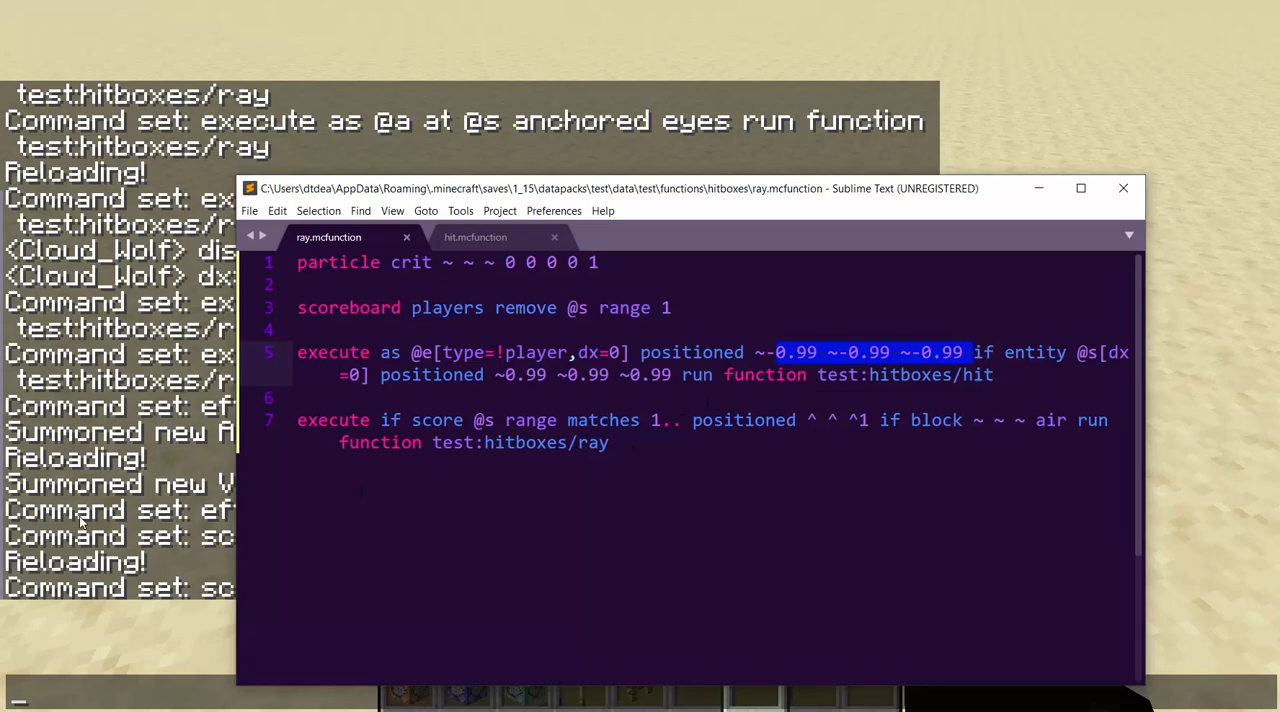 test:hitboxes/ray
Command set: execute as @a at @s anchored eyes run function
test:hitboxes/ray
Reloading!
Command set: ex
test:hitboxes/r
<Cloud_Wolf> dis
<Cloud_Wolf> dx
Command set: ex
test:hitboxes/r
Command set: ex
test:hitboxes/r
Command set: ef
Summoned new A
Reloading!
Summoned new V
Command set: ef
Command set: sc
Reloading!
Command set: sc
C:\Users\dtdea\AppData\Roaming\.minecraft\saves\1_15\datapacks\test\data\test\functions\hitboxes\ray.mcfunction - Sublime Text (UNREGISTERED)
File Edit Selection Find View Goto Tools Project Preferences Help
ray.mcfunction hit.mcfunction
1 particle crit ~ ~ ~ 0 0 0 0 1
2
3 scoreboard players remove @s range 1
4
5 execute as @e[type=!player,dx=0] positioned ~-0.99 ~-0.99 ~-0.99 if entity @s[dx
=0] positioned ~0.99 ~0.99 ~0.99 run function test:hitboxes/hit
6
7 execute if score @s range matches 1.. positioned ^ ^ ^1 if block ~ ~ ~ air run
function test:hitboxes/ray